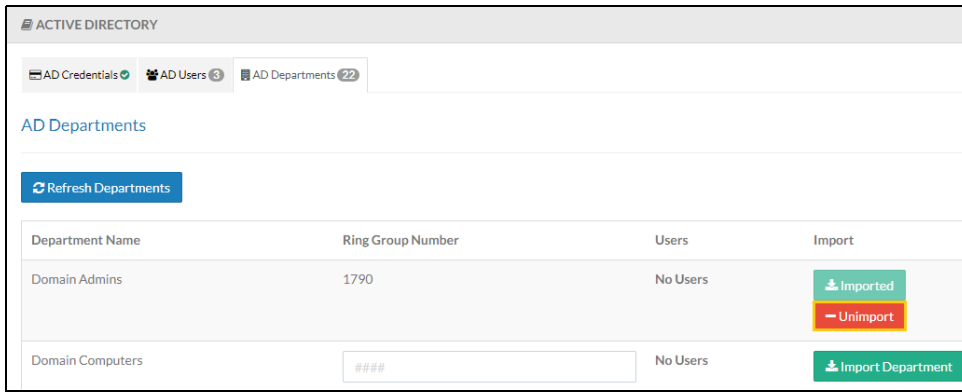 ACTIVE DIRECTORY
AD Credentials AD Users 3 AD Departments 22
AD Departments
Refresh Departments
Department Name Ring Group Number Users Import
Domain Admins 1790 No Users Imported
Unimport
Domain Computers #### No Users Import Department